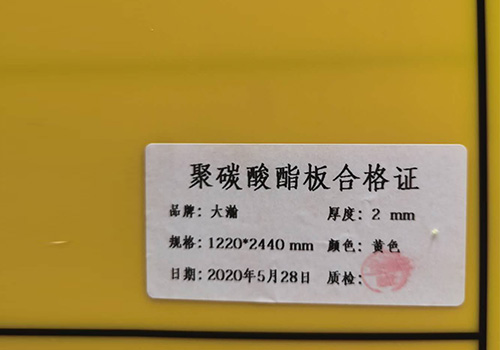 聚碳酸酯板合格证
品牌：大瀚 厚度：2 mm
规格：1220*2440 mm 颜色：黄色
日期：2020年5月28日 质检：